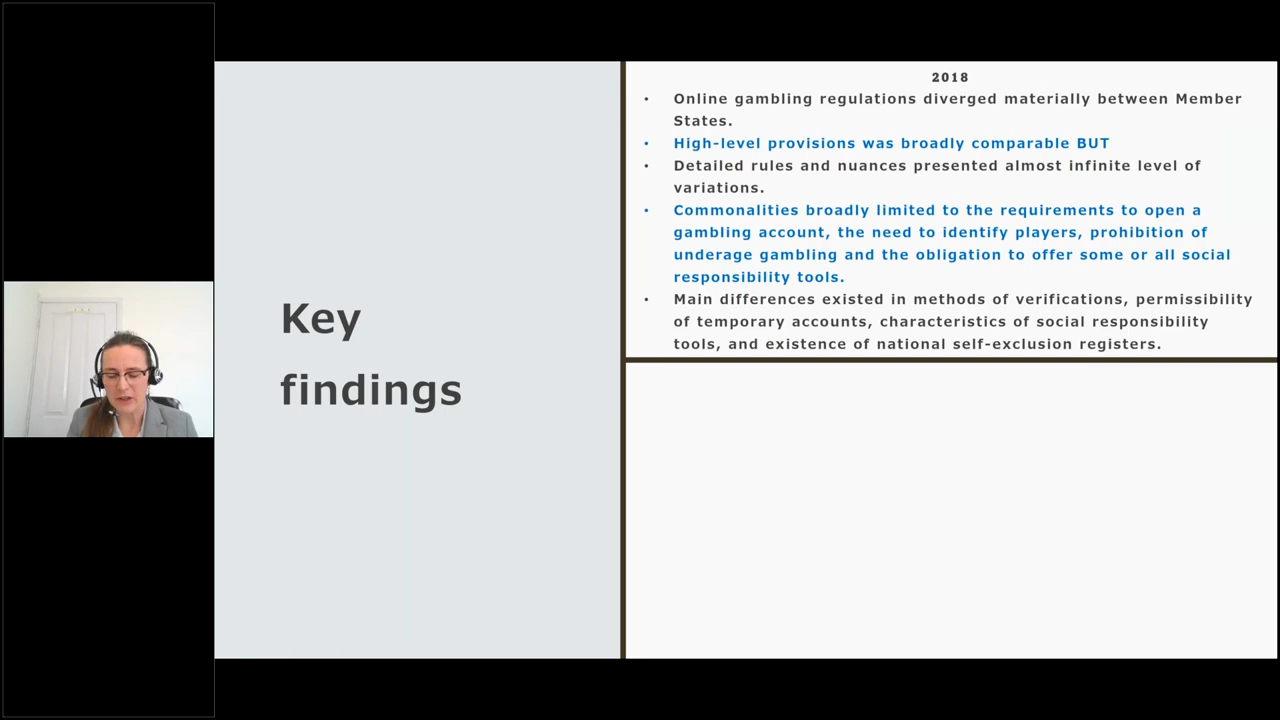 Key
findings
2018
• Online gambling regulations diverged materially between Member
States.
• High-level provisions was broadly comparable BUT
• Detailed rules and nuances presented almost infinite level of
variations.
• Commonalities broadly limited to the requirements to open a
gambling account, the need to identify players, prohibition of
underage gambling and the obligation to offer some or all social
responsibility tools.
• Main differences existed in methods of verifications, permissibility
of temporary accounts, characteristics of social responsibility
tools, and existence of national self-exclusion registers.